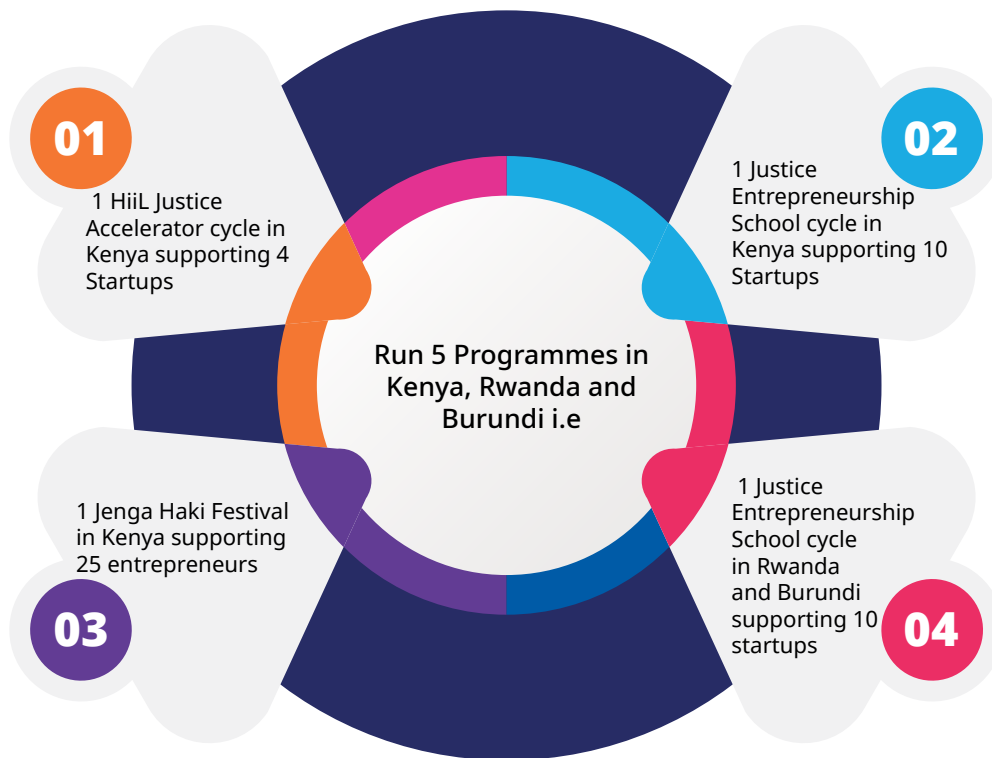 01
1 HiiL Justice
Accelerator cycle in
Kenya supporting 4
Startups
02
1 Justice
Entrepreneurship
School cycle in
Kenya supporting 10
Startups
Run 5 Programmes in
Kenya, Rwanda and
Burundi i.e
1 Jenga Haki Festival
in Kenya supporting
25 entrepreneurs
03
1 Justice
Entrepreneurship
School cycle
in Rwanda
and Burundi
supporting 10
startups
04